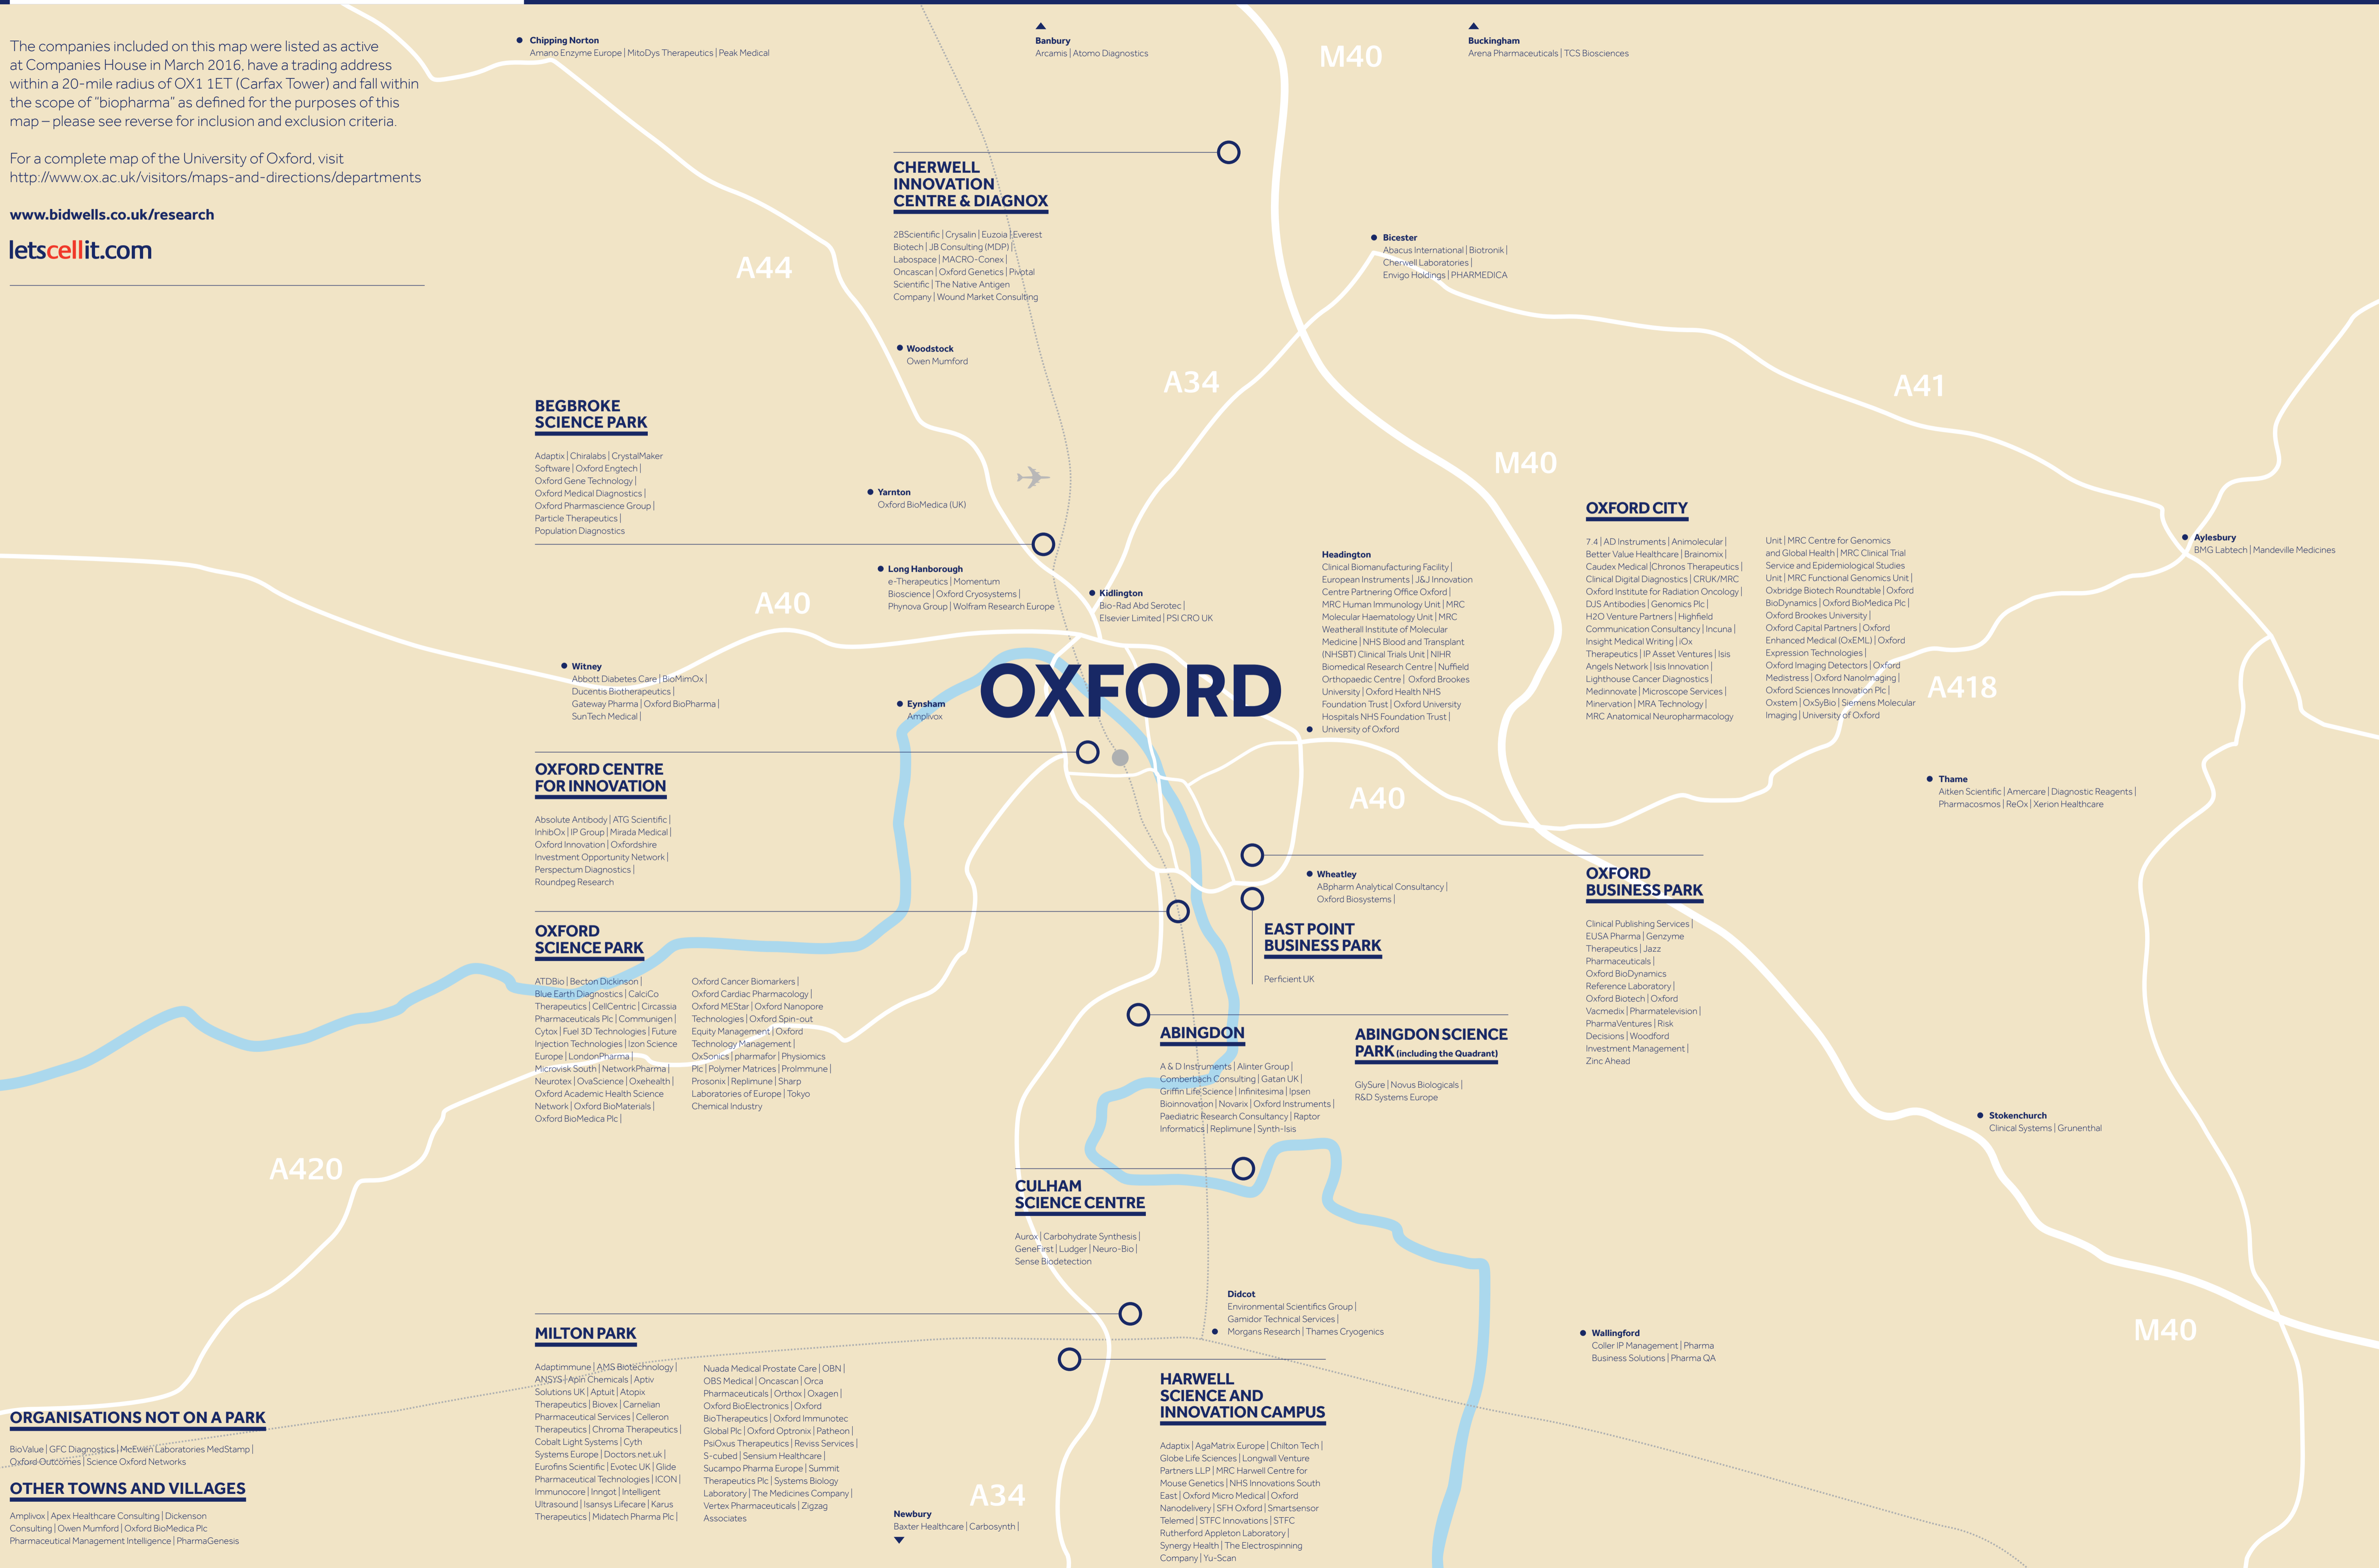 The companies included on this map were listed as active
at Companies House in March 2016, have a trading address
within a 20-mile radius of OX1 1ET (Carfax Tower) and fall within
the scope of "biopharma" as defined for the purposes of this
map – please see reverse for inclusion and exclusion criteria.
For a complete map of the University of Oxford, visit
http://www.ox.ac.uk/visitors/maps-and-directions/departments
www.bidwells.co.uk/research
letscellit.com
Chipping Norton
Amano Enzyme Europe | MitoDys Therapeutics | Peak Medical
Banbury
Arcamis | Atomo Diagnostics
M40
Buckingham
Arena Pharmaceuticals | TCS Biosciences
CHERWELL
INNOVATION
CENTRE & DIAGNOX
2BScientific | Crysalin | Euzoia | Everest
Biotech | JB Consulting (MDP) |
Labospace | MACRO-Conex |
Oncascan | Oxford Genetics | Pivotal
Scientific | The Native Antigen
Company | Wound Market Consulting
A44
Bicester
Abacus International | Biotronik |
Cherwell Laboratories |
Envigo Holdings | PHARMEDICA
Woodstock
Owen Mumford
A34
A41
BEGBROKE
SCIENCE PARK
Adaptix | Chiralabs | CrystalMaker
Software | Oxford Engtech |
Oxford Gene Technology |
Oxford Medical Diagnostics |
Oxford Pharmascience Group |
Particle Therapeutics |
Population Diagnostics
Yarnton
Oxford BioMedica (UK)
M40
Long Hanborough
e-Therapeutics | Momentum
Bioscience | Oxford Cryosystems |
Phynova Group | Wolfram Research Europe
Kidlington
Bio-Rad Abd Serotec |
Elsevier Limited | PSI CRO UK
A40
Headington
Clinical Biomanufacturing Facility |
European Instruments | J&J Innovation
Centre Partnering Office Oxford |
MRC Human Immunology Unit | MRC
Molecular Haematology Unit | MRC
Weatherall Institute of Molecular
Medicine | NHS Blood and Transplant
(NHSBT) Clinical Trials Unit | NIHR
Biomedical Research Centre | Nuffield
Orthopaedic Centre | Oxford Brookes
University | Oxford Health NHS
Foundation Trust | Oxford University
Hospitals NHS Foundation Trust |
University of Oxford
OXFORD CITY
7.4 | AD Instruments | Animolecular |
Better Value Healthcare | Brainomix |
Caudex Medical |Chronos Therapeutics |
Clinical Digital Diagnostics | CRUK/MRC
Oxford Institute for Radiation Oncology |
DJS Antibodies | Genomics Plc |
H2O Venture Partners | Highfield
Communication Consultancy | Incuna |
Insight Medical Writing | iOx
Therapeutics | IP Asset Ventures | Isis
Angels Network | Isis Innovation |
Lighthouse Cancer Diagnostics |
Medinnovate | Microscope Services |
Minervation | MRA Technology |
MRC Anatomical Neuropharmacology
Unit | MRC Centre for Genomics
and Global Health | MRC Clinical Trial
Service and Epidemiological Studies
Unit | MRC Functional Genomics Unit |
Oxbridge Biotech Roundtable | Oxford
BioDynamics | Oxford BioMedica Plc |
Oxford Brookes University |
Oxford Capital Partners | Oxford
Enhanced Medical (OxEML) | Oxford
Expression Technologies |
Oxford Imaging Detectors | Oxford
Medistress | Oxford NanoImaging |
Oxford Sciences Innovation Plc |
Oxstem | OxSyBio | Siemens Molecular
Imaging | University of Oxford
Aylesbury
BMG Labtech | Mandeville Medicines
A418
Witney
Abbott Diabetes Care | BioMimOx |
Ducentis Biotherapeutics |
Gateway Pharma | Oxford BioPharma |
SunTech Medical |
Eynsham
Amplivox
OXFORD
OXFORD CENTRE
FOR INNOVATION
Absolute Antibody | ATG Scientific |
InhibOx | IP Group | Mirada Medical |
Oxford Innovation | Oxfordshire
Investment Opportunity Network |
Perspectum Diagnostics |
Roundpeg Research
A40
Thame
Aitken Scientific | Amercare | Diagnostic Reagents |
Pharmacosmos | ReOx | Xerion Healthcare
Wheatley
ABpharm Analytical Consultancy |
Oxford Biosystems |
OXFORD
BUSINESS PARK
Clinical Publishing Services |
EUSA Pharma | Genzyme
Therapeutics | Jazz
Pharmaceuticals |
Oxford BioDynamics
Reference Laboratory |
Oxford Biotech | Oxford
Vacmedix | Pharmatelevision |
PharmaVentures | Risk
Decisions | Woodford
Investment Management |
Zinc Ahead
EAST POINT
BUSINESS PARK
Perficient UK
OXFORD
SCIENCE PARK
ATDBio | Becton Dickinson |
Blue Earth Diagnostics | CalciCo
Therapeutics | CellCentric | Circassia
Pharmaceuticals Plc | Communigen |
Cytox | Fuel 3D Technologies | Future
Injection Technologies | Izon Science
Europe | LondonPharma |
Microvisk South | NetworkPharma |
Neurotex | OvaScience | Oxehealth |
Oxford Academic Health Science
Network | Oxford BioMaterials |
Oxford BioMedica Plc |
Oxford Cancer Biomarkers |
Oxford Cardiac Pharmacology |
Oxford MEStar | Oxford Nanopore
Technologies | Oxford Spin-out
Equity Management | Oxford
Technology Management |
OxSonics | pharmafor | Physiomics
Plc | Polymer Matrices | ProImmune |
Prosonix | Replimune | Sharp
Laboratories of Europe | Tokyo
Chemical Industry
ABINGDON
A & D Instruments | Alinter Group |
Comberbach Consulting | Gatan UK |
Griffin Life Science | Infinitesima | Ipsen
Bioinnovation | Novarix | Oxford Instruments |
Paediatric Research Consultancy | Raptor
Informatics | Replimune | Synth-Isis
ABINGDON SCIENCE
PARK (including the Quadrant)
GlySure | Novus Biologicals |
R&D Systems Europe
Stokenchurch
Clinical Systems | Grunenthal
A420
CULHAM
SCIENCE CENTRE
Aurox | Carbohydrate Synthesis |
GeneFirst | Ludger | Neuro-Bio |
Sense Biodetection
Didcot
Environmental Scientifics Group |
Gamidor Technical Services |
Morgans Research | Thames Cryogenics
Wallingford
Coller IP Management | Pharma
Business Solutions | Pharma QA
M40
MILTON PARK
Adaptimmune | AMS Biotechnology |
ANSYS | Apin Chemicals | Aptiv
Solutions UK | Aptuit | Atopix
Therapeutics | Biovex | Carnelian
Pharmaceutical Services | Celleron
Therapeutics | Chroma Therapeutics |
Cobalt Light Systems | Cyth
Systems Europe | Doctors.net.uk |
Eurofins Scientific | Evotec UK | Glide
Pharmaceutical Technologies | ICON |
Immunocore | Inngot | Intelligent
Ultrasound | Isansys Lifecare | Karus
Therapeutics | Midatech Pharma Plc |
Nuada Medical Prostate Care | OBN |
OBS Medical | Oncascan | Orca
Pharmaceuticals | Orthox | Oxagen |
Oxford BioElectronics | Oxford
BioTherapeutics | Oxford Immunotec
Global Plc | Oxford Optronix | Patheon |
PsiOxus Therapeutics | Reviss Services |
S-cubed | Sensium Healthcare |
Sucampo Pharma Europe | Summit
Therapeutics Plc | Systems Biology
Laboratory | The Medicines Company |
Vertex Pharmaceuticals | Zigzag
Associates
HARWELL
SCIENCE AND
INNOVATION CAMPUS
Adaptix | AgaMatrix Europe | Chilton Tech |
Globe Life Sciences | Longwall Venture
Partners LLP | MRC Harwell Centre for
Mouse Genetics | NHS Innovations South
East | Oxford Micro Medical | Oxford
Nanodelivery | SFH Oxford | Smartsensor
Telemed | STFC Innovations | STFC
Rutherford Appleton Laboratory |
Synergy Health | The Electrospinning
Company | Yu-Scan
A34
Newbury
Baxter Healthcare | Carbosynth |
ORGANISATIONS NOT ON A PARK
BioValue | GFC Diagnostics | McEwen Laboratories MedStamp |
Oxford Outcomes | Science Oxford Networks
OTHER TOWNS AND VILLAGES
Amplivox | Apex Healthcare Consulting | Dickenson
Consulting | Owen Mumford | Oxford BioMedica Plc
Pharmaceutical Management Intelligence | PharmaGenesis